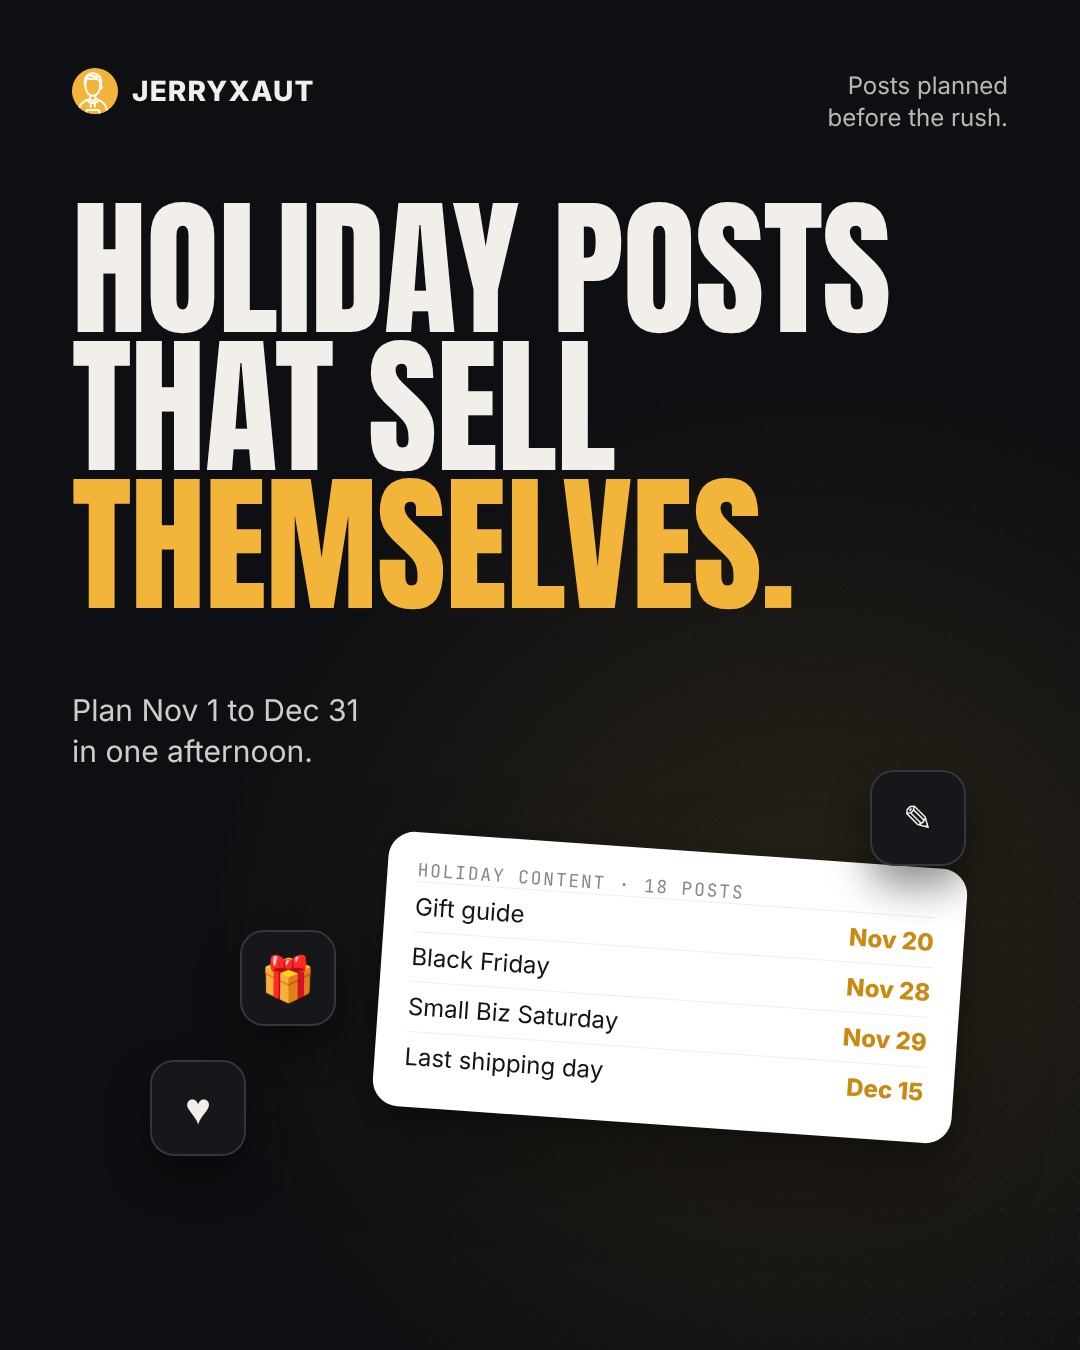 JERRYXAUT
Posts planned
before the rush.
HOLIDAY POSTS
THAT SELL
THEMSELVES.
Plan Nov 1 to Dec 31
in one afternoon.
HOLIDAY CONTENT · 18 POSTS
Gift guide Nov 20
Black Friday Nov 28
Small Biz Saturday Nov 29
Last shipping day Dec 15